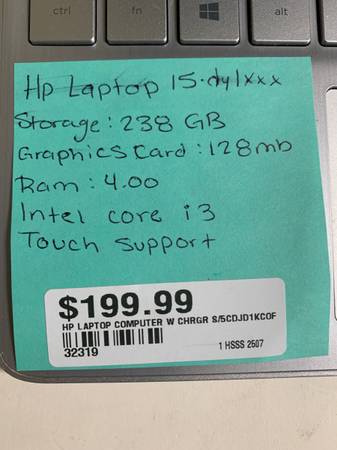 ctrl fn alt
Hp Laptop 15-dy1xxx
Storage: 238 GB
Graphics Card: 128mb
Ram: 4.00
Intel core i3
Touch Support
$199.99
HP LAPTOP COMPUTER W CHRGR S/5CDJD1KCOF
32319
1 HSSS 2507